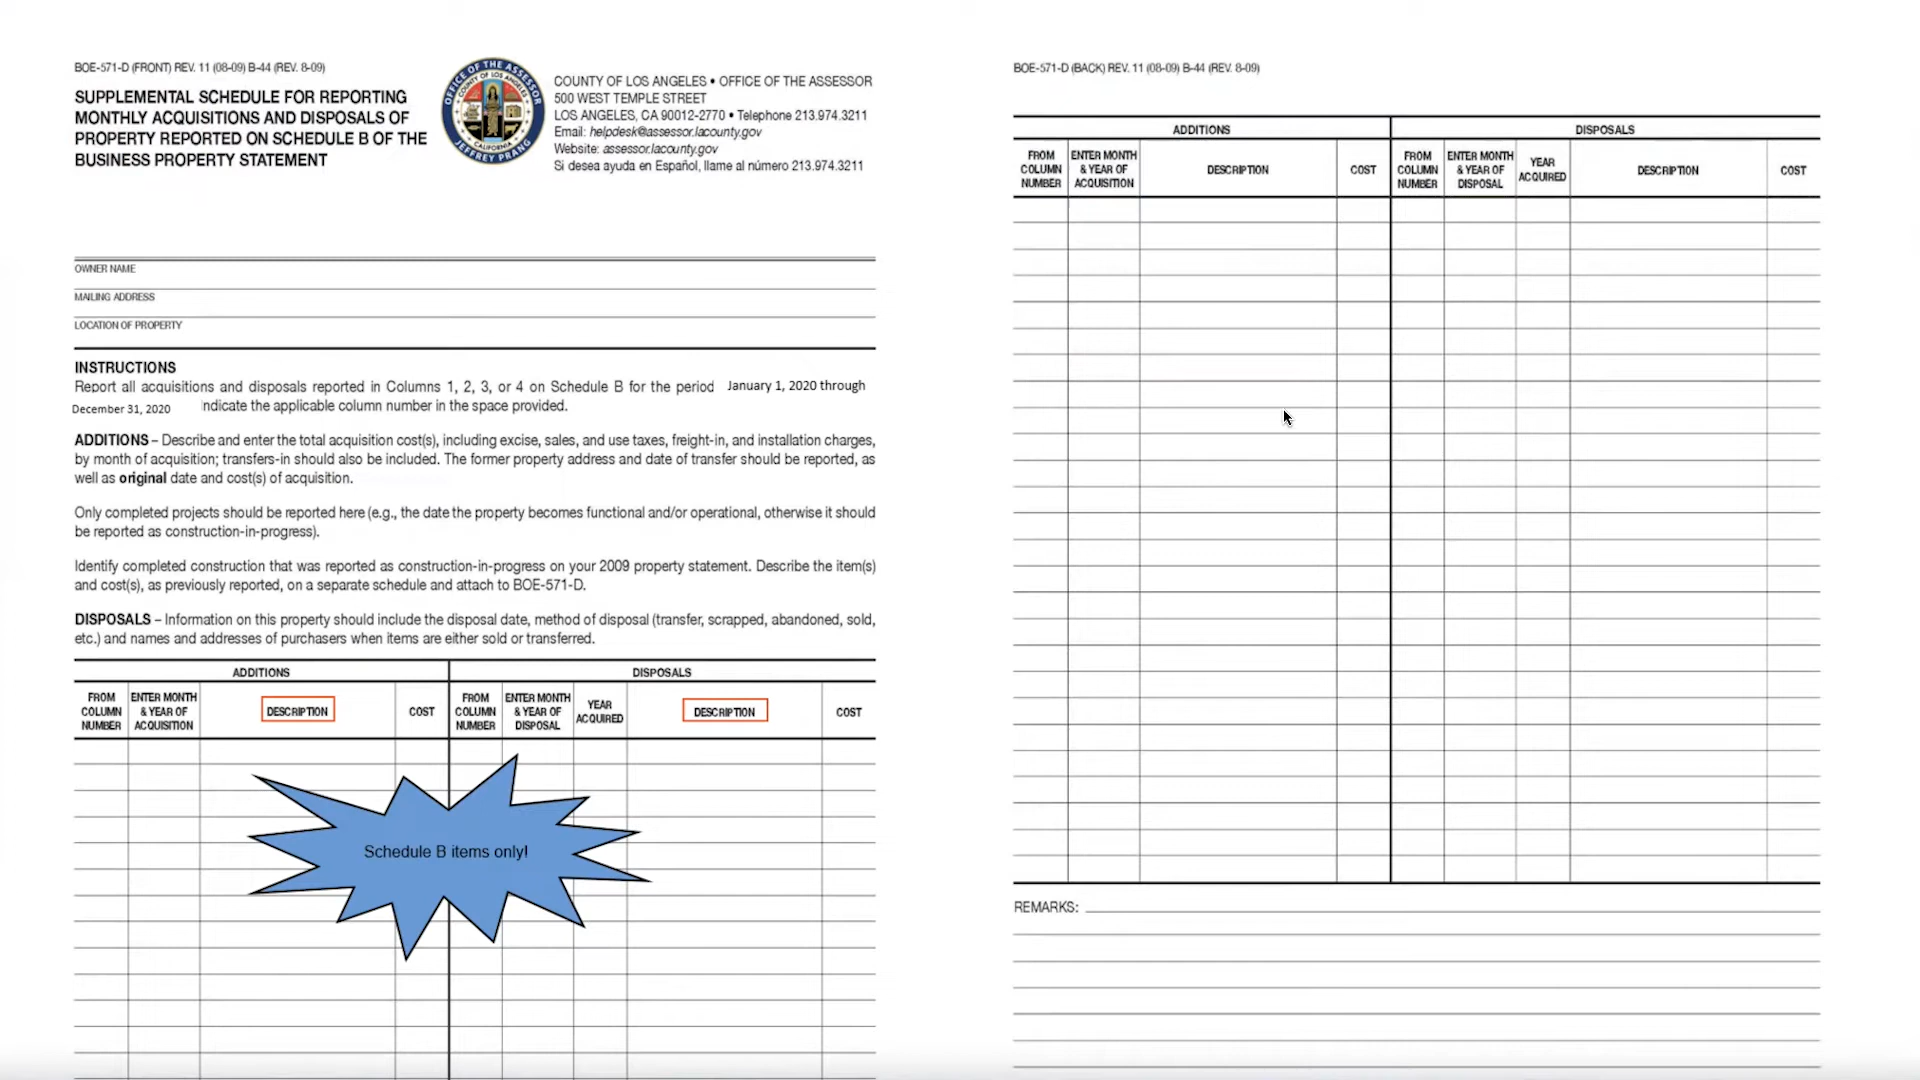 BOE-571-D (FRONT) REV. 11 (08-09) B-44 (REV. 8-09)
SUPPLEMENTAL SCHEDULE FOR REPORTING
MONTHLY ACQUISITIONS AND DISPOSALS OF
PROPERTY REPORTED ON SCHEDULE B OF THE
BUSINESS PROPERTY STATEMENT
OFFICE OF THE ASSESSOR
COUNTY OF LOS ANGELES
CALIFORNIA
JEFFREY PRANG
COUNTY OF LOS ANGELES • OFFICE OF THE ASSESSOR
500 WEST TEMPLE STREET
LOS ANGELES, CA 90012-2770 • Telephone 213.974.3211
Email: helpdesk@assessor.lacounty.gov
Website: assessor.lacounty.gov
Si desea ayuda en Español, llame al número 213.974.3211
OWNER NAME
MAILING ADDRESS
LOCATION OF PROPERTY
INSTRUCTIONS
Report all acquisitions and disposals reported in Columns 1, 2, 3, or 4 on Schedule B for the period January 1, 2020 through
December 31, 2020 Indicate the applicable column number in the space provided.
ADDITIONS – Describe and enter the total acquisition cost(s), including excise, sales, and use taxes, freight-in, and installation charges,
by month of acquisition; transfers-in should also be included. The former property address and date of transfer should be reported, as
well as original date and cost(s) of acquisition.
Only completed projects should be reported here (e.g., the date the property becomes functional and/or operational, otherwise it should
be reported as construction-in-progress).
Identify completed construction that was reported as construction-in-progress on your 2009 property statement. Describe the item(s)
and cost(s), as previously reported, on a separate schedule and attach to BOE-571-D.
DISPOSALS – Information on this property should include the disposal date, method of disposal (transfer, scrapped, abandoned, sold,
etc.) and names and addresses of purchasers when items are either sold or transferred.
ADDITIONS
DISPOSALS
FROM
COLUMN
NUMBER
ENTER MONTH
& YEAR OF
ACQUISITION
DESCRIPTION
COST
FROM
COLUMN
NUMBER
ENTER MONTH
& YEAR OF
DISPOSAL
YEAR
ACQUIRED
DESCRIPTION
COST
Schedule B items only!
BOE-571-D (BACK) REV. 11 (08-09) B-44 (REV. 8-09)
ADDITIONS
DISPOSALS
FROM
COLUMN
NUMBER
ENTER MONTH
& YEAR OF
ACQUISITION
DESCRIPTION
COST
FROM
COLUMN
NUMBER
ENTER MONTH
& YEAR OF
DISPOSAL
YEAR
ACQUIRED
DESCRIPTION
COST
REMARKS: